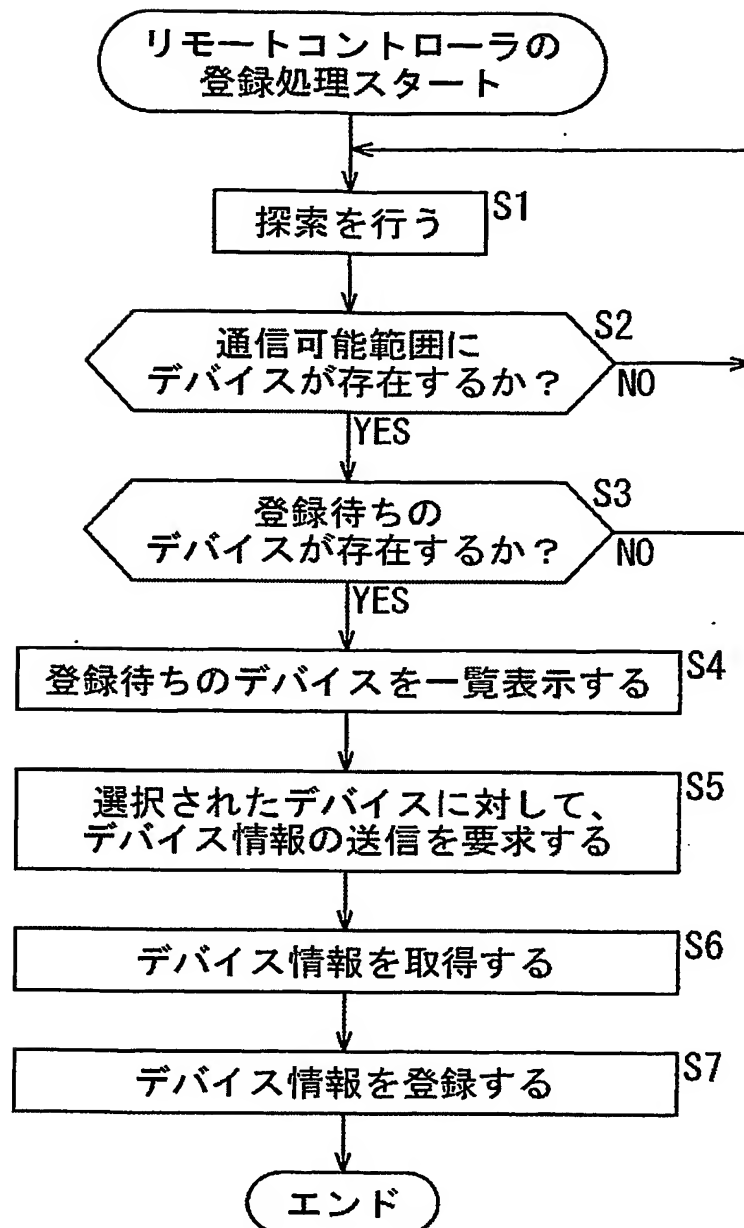 リモートコントローラの
登録処理スタート
探索を行う
S1
通信可能範囲に
デバイスが存在するか？
S2
NO
YES
登録待ちの
デバイスが存在するか？
S3
NO
YES
登録待ちのデバイスを一覧表示する
S4
選択されたデバイスに対して、
デバイス情報の送信を要求する
S5
デバイス情報を取得する
S6
デバイス情報を登録する
S7
エンド